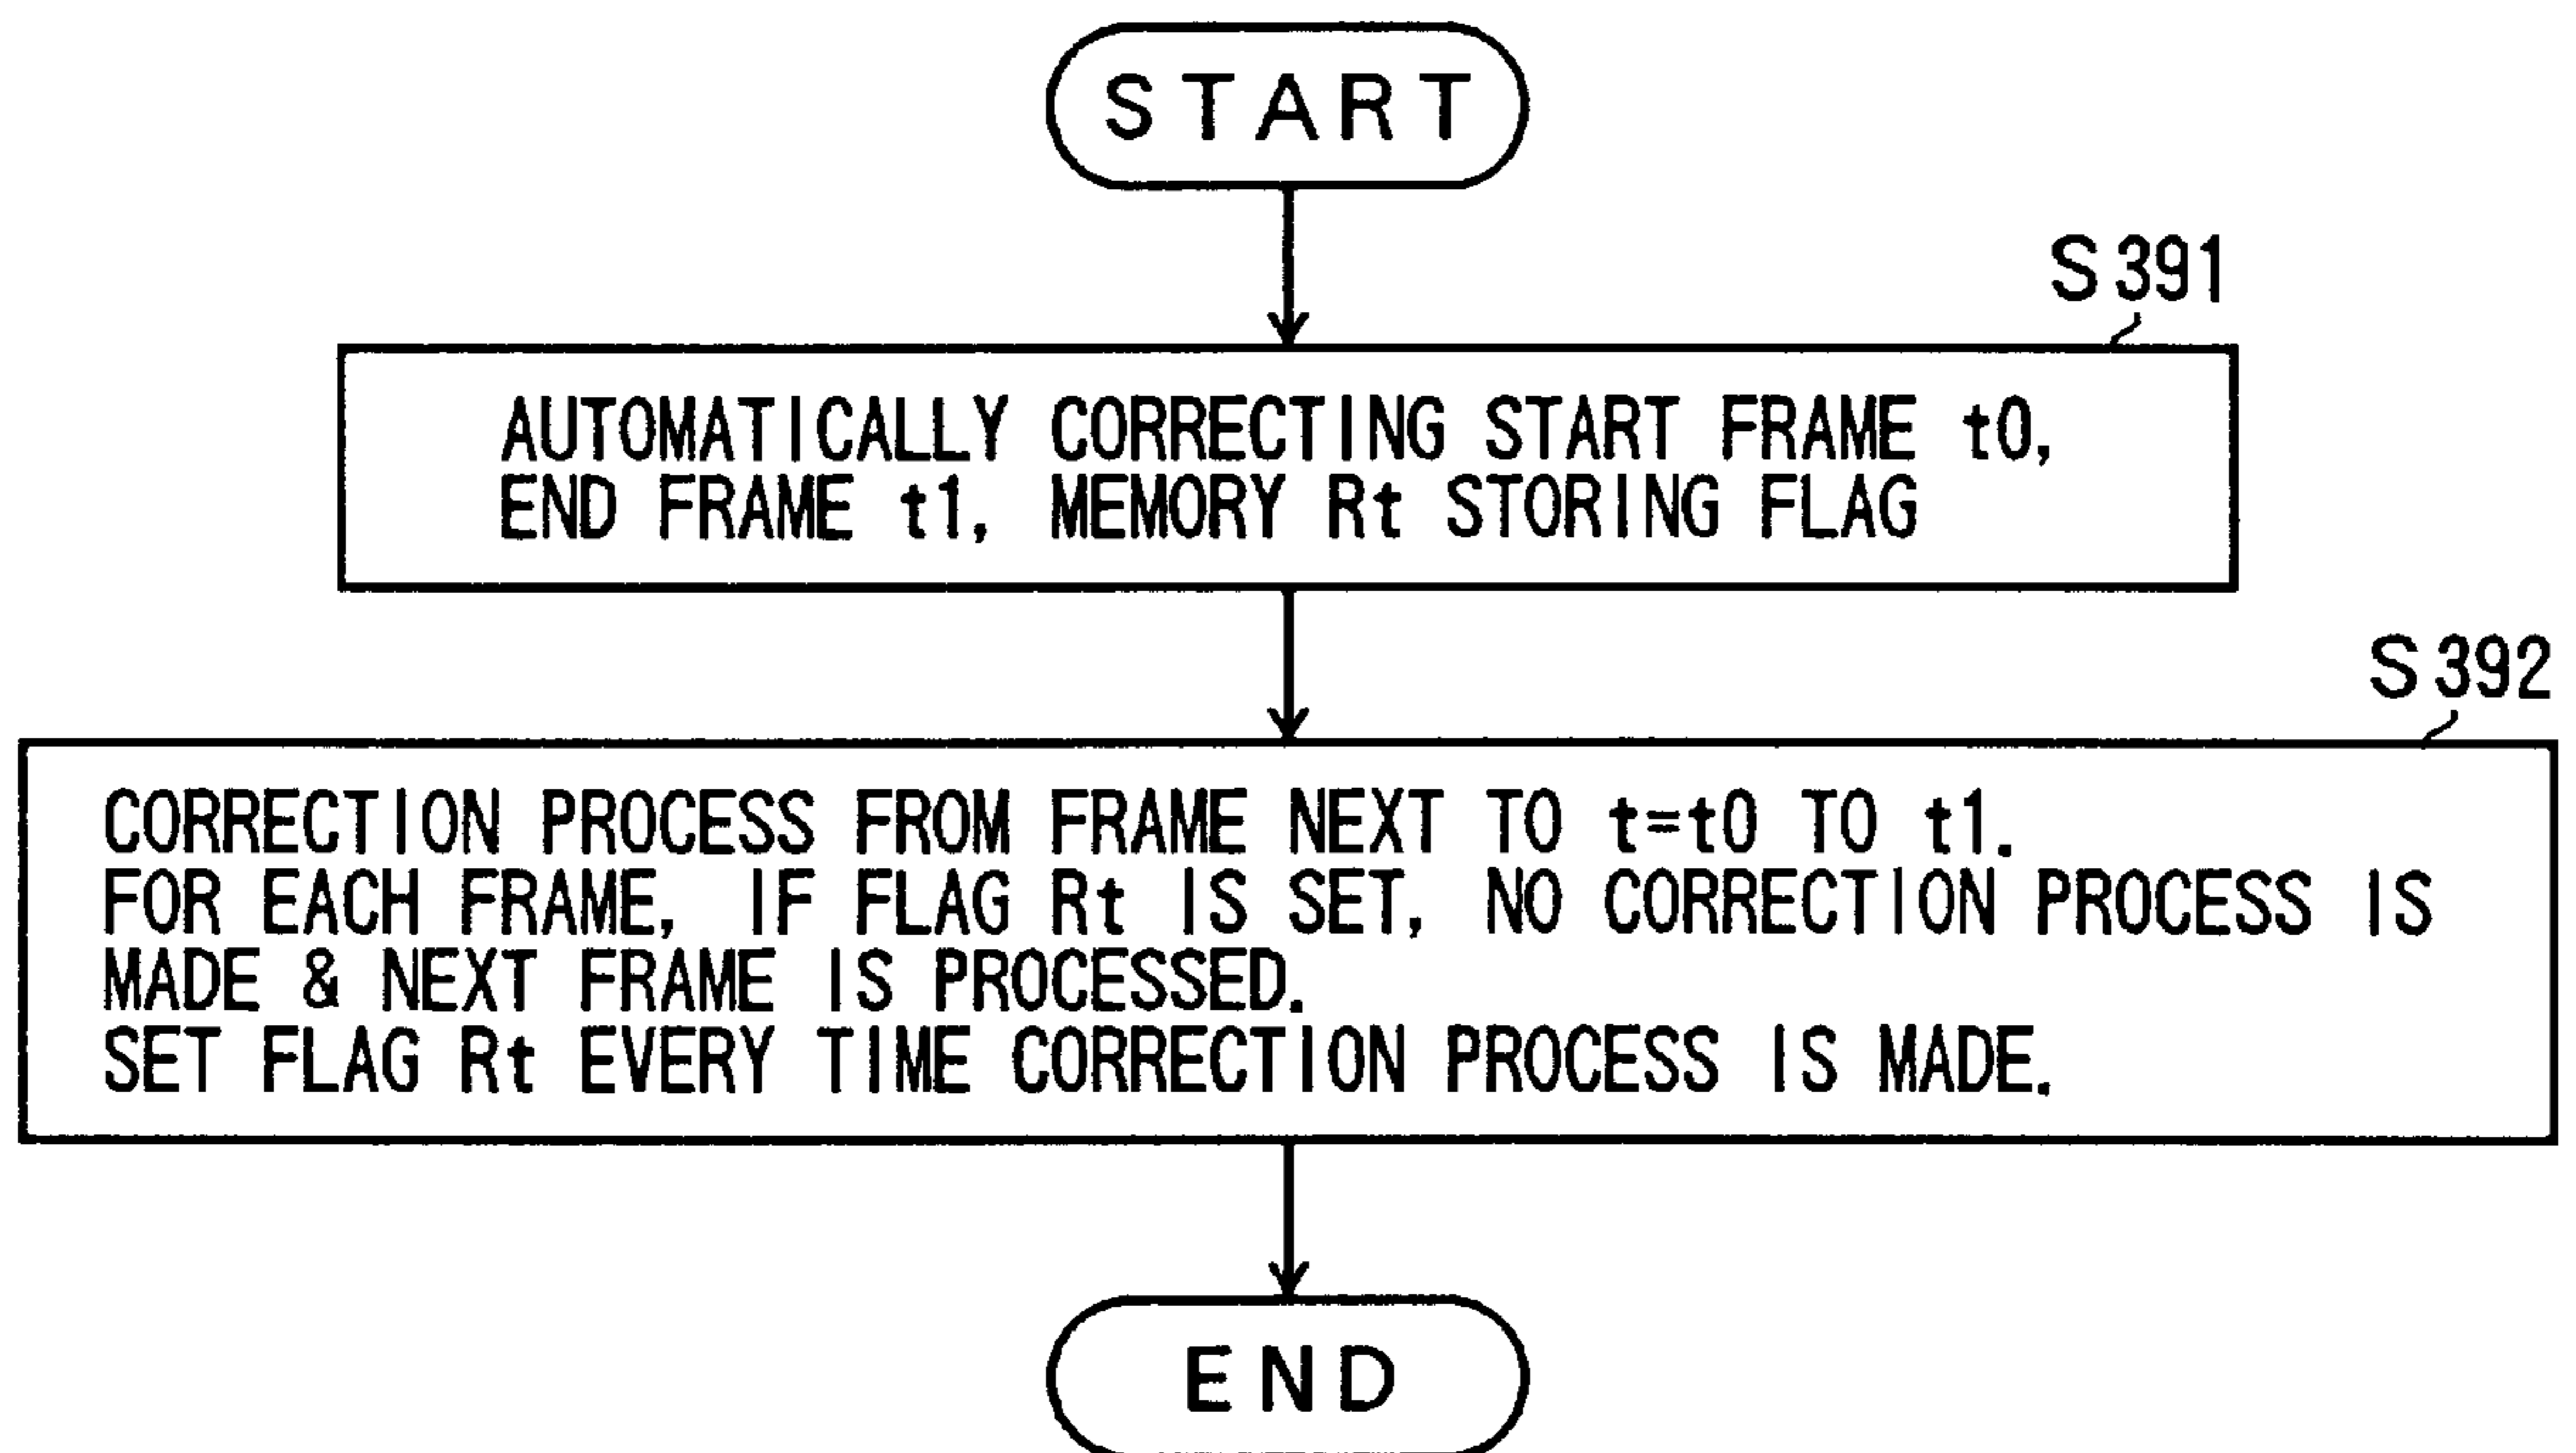 START
S391
AUTOMATICALLY CORRECTING START FRAME t0,
END FRAME t1, MEMORY Rt STORING FLAG
S392
CORRECTION PROCESS FROM FRAME NEXT TO t=t0 TO t1.
FOR EACH FRAME, IF FLAG Rt IS SET, NO CORRECTION PROCESS IS
MADE & NEXT FRAME IS PROCESSED.
SET FLAG Rt EVERY TIME CORRECTION PROCESS IS MADE.
END